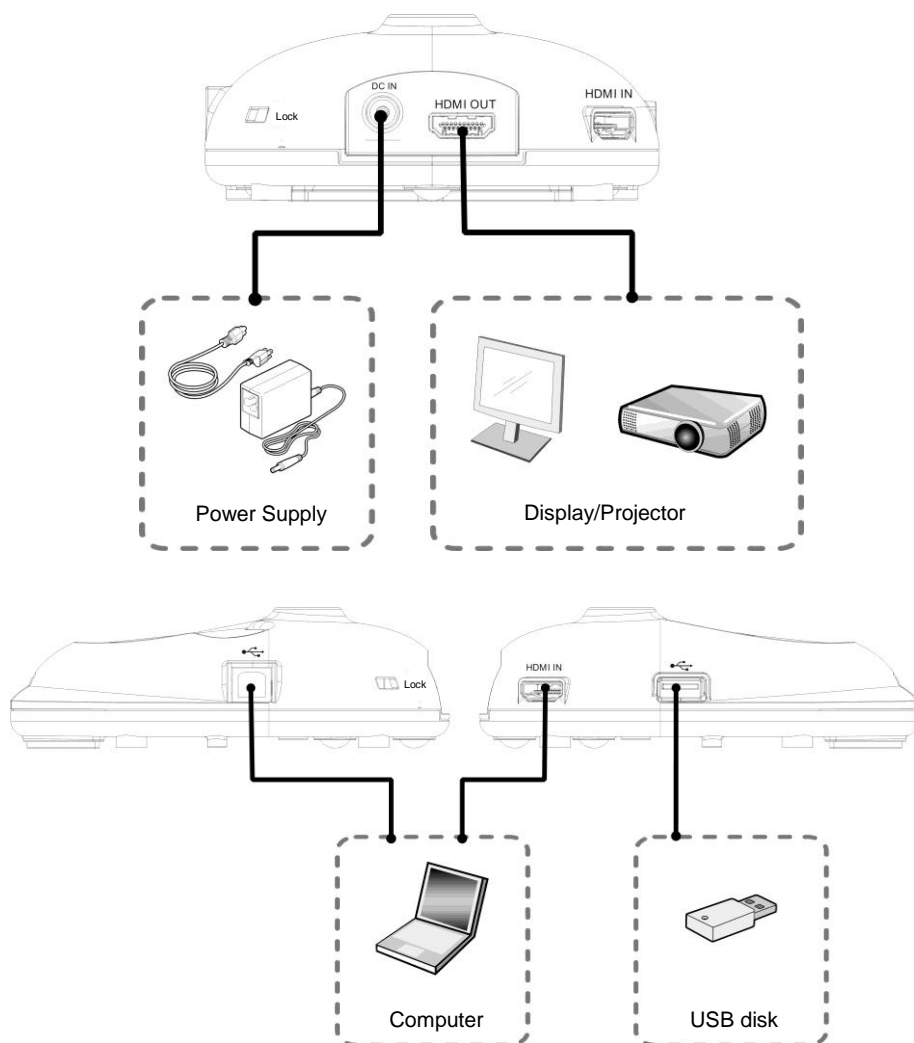 DC IN
HDMI OUT
HDMI IN
Lock
Power Supply
Display/Projector
Lock
HDMI IN
Computer
USB disk